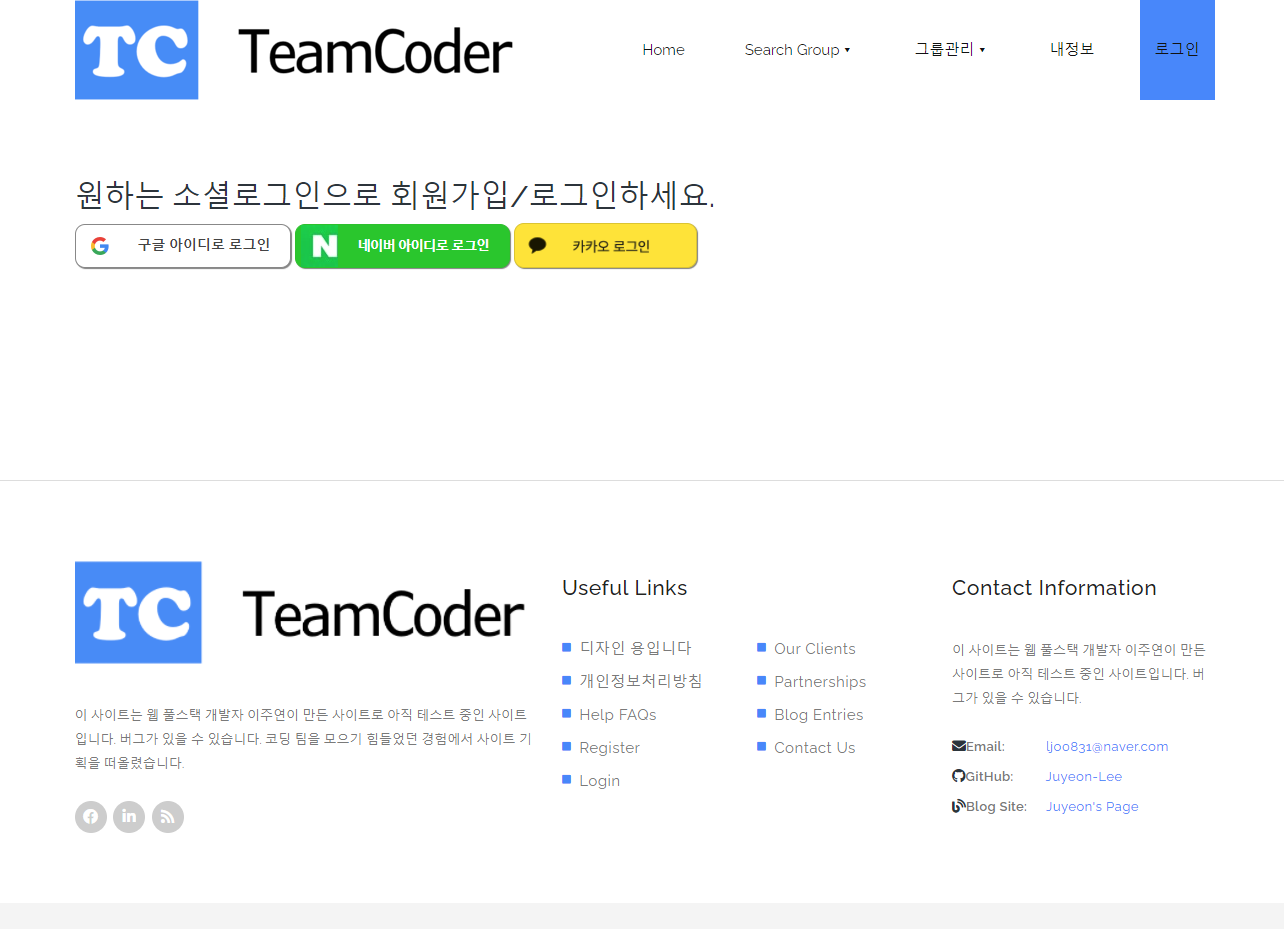 TC TeamCoder
Home Search Group ▾ 그룹관리 ▾ 내정보 로그인
원하는 소셜로그인으로 회원가입/로그인하세요.
구글 아이디로 로그인 N 네이버 아이디로 로그인 카카오 로그인
TC TeamCoder
이 사이트는 웹 풀스택 개발자 이주연이 만든 사이트로 아직 테스트 중인 사이트
입니다. 버그가 있을 수 있습니다. 코딩 팀을 모으기 힘들었던 경험에서 사이트 기
획을 떠올렸습니다.
Useful Links
디자인 용입니다
개인정보처리방침
Help FAQs
Register
Login
Our Clients
Partnerships
Blog Entries
Contact Us
Contact Information
이 사이트는 웹 풀스택 개발자 이주연이 만든
사이트로 아직 테스트 중인 사이트입니다. 버
그가 있을 수 있습니다.
Email: ljoo831@naver.com
GitHub: Juyeon-Lee
Blog Site: Juyeon's Page